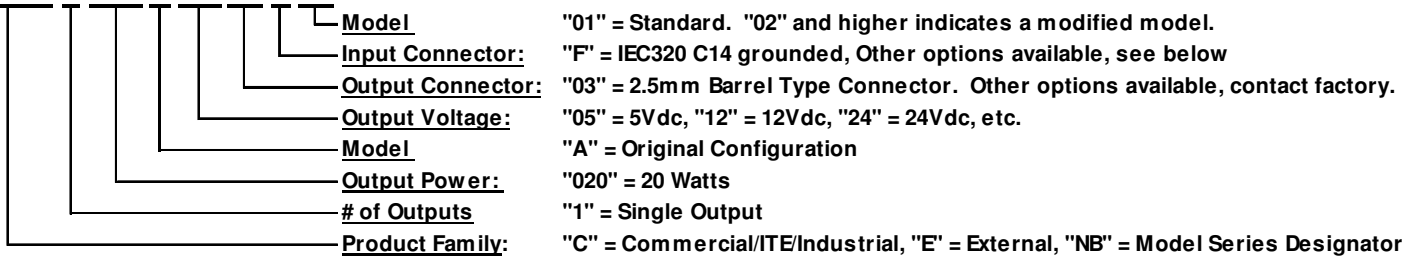 Model "01" = Standard. "02" and higher indicates a modified model.
Input Connector: "F" = IEC320 C14 grounded, Other options available, see below
Output Connector: "03" = 2.5mm Barrel Type Connector. Other options available, contact factory.
Output Voltage: "05" = 5Vdc, "12" = 12Vdc, "24" = 24Vdc, etc.
Model "A" = Original Configuration
Output Power: "020" = 20 Watts
# of Outputs "1" = Single Output
Product Family: "C" = Commercial/ITE/Industrial, "E" = External, "NB" = Model Series Designator